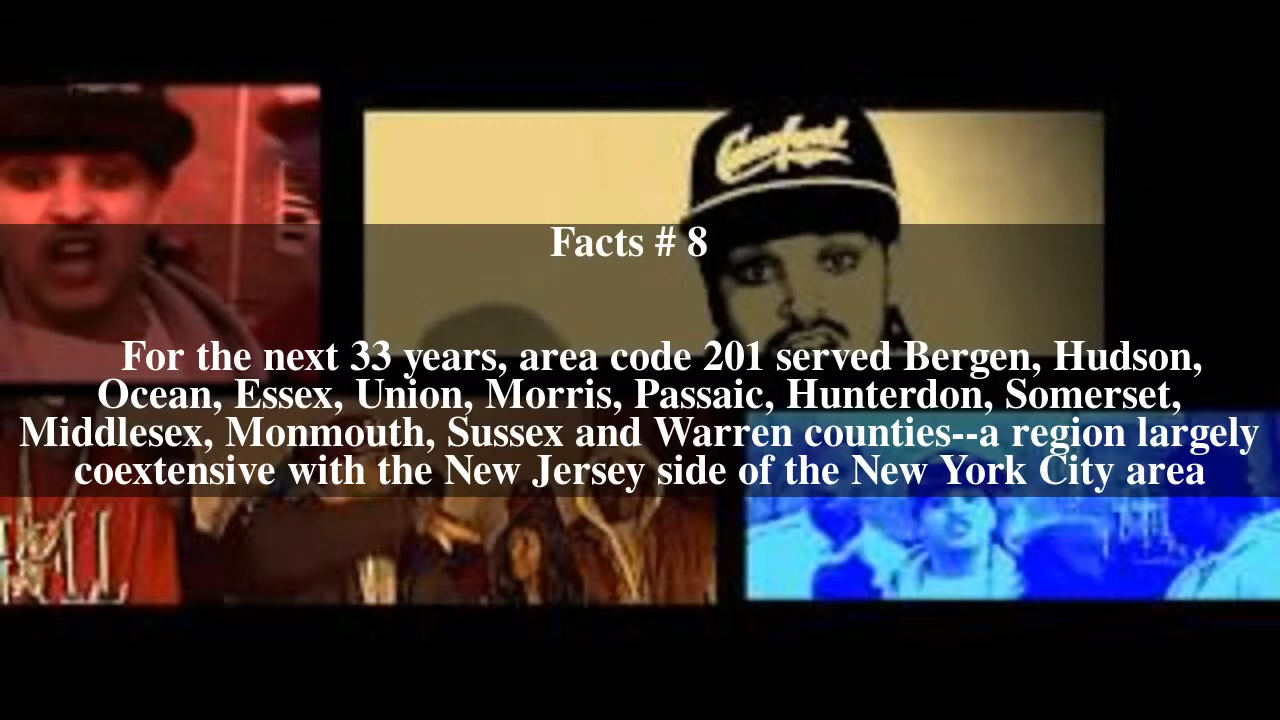 Facts # 8
For the next 33 years, area code 201 served Bergen, Hudson,
Ocean, Essex, Union, Morris, Passaic, Hunterdon, Somerset,
Middlesex, Monmouth, Sussex and Warren counties--a region largely
coextensive with the New Jersey side of the New York City area